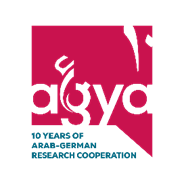 agya
10 YEARS OF
ARAB-GERMAN
RESEARCH COOPERATION